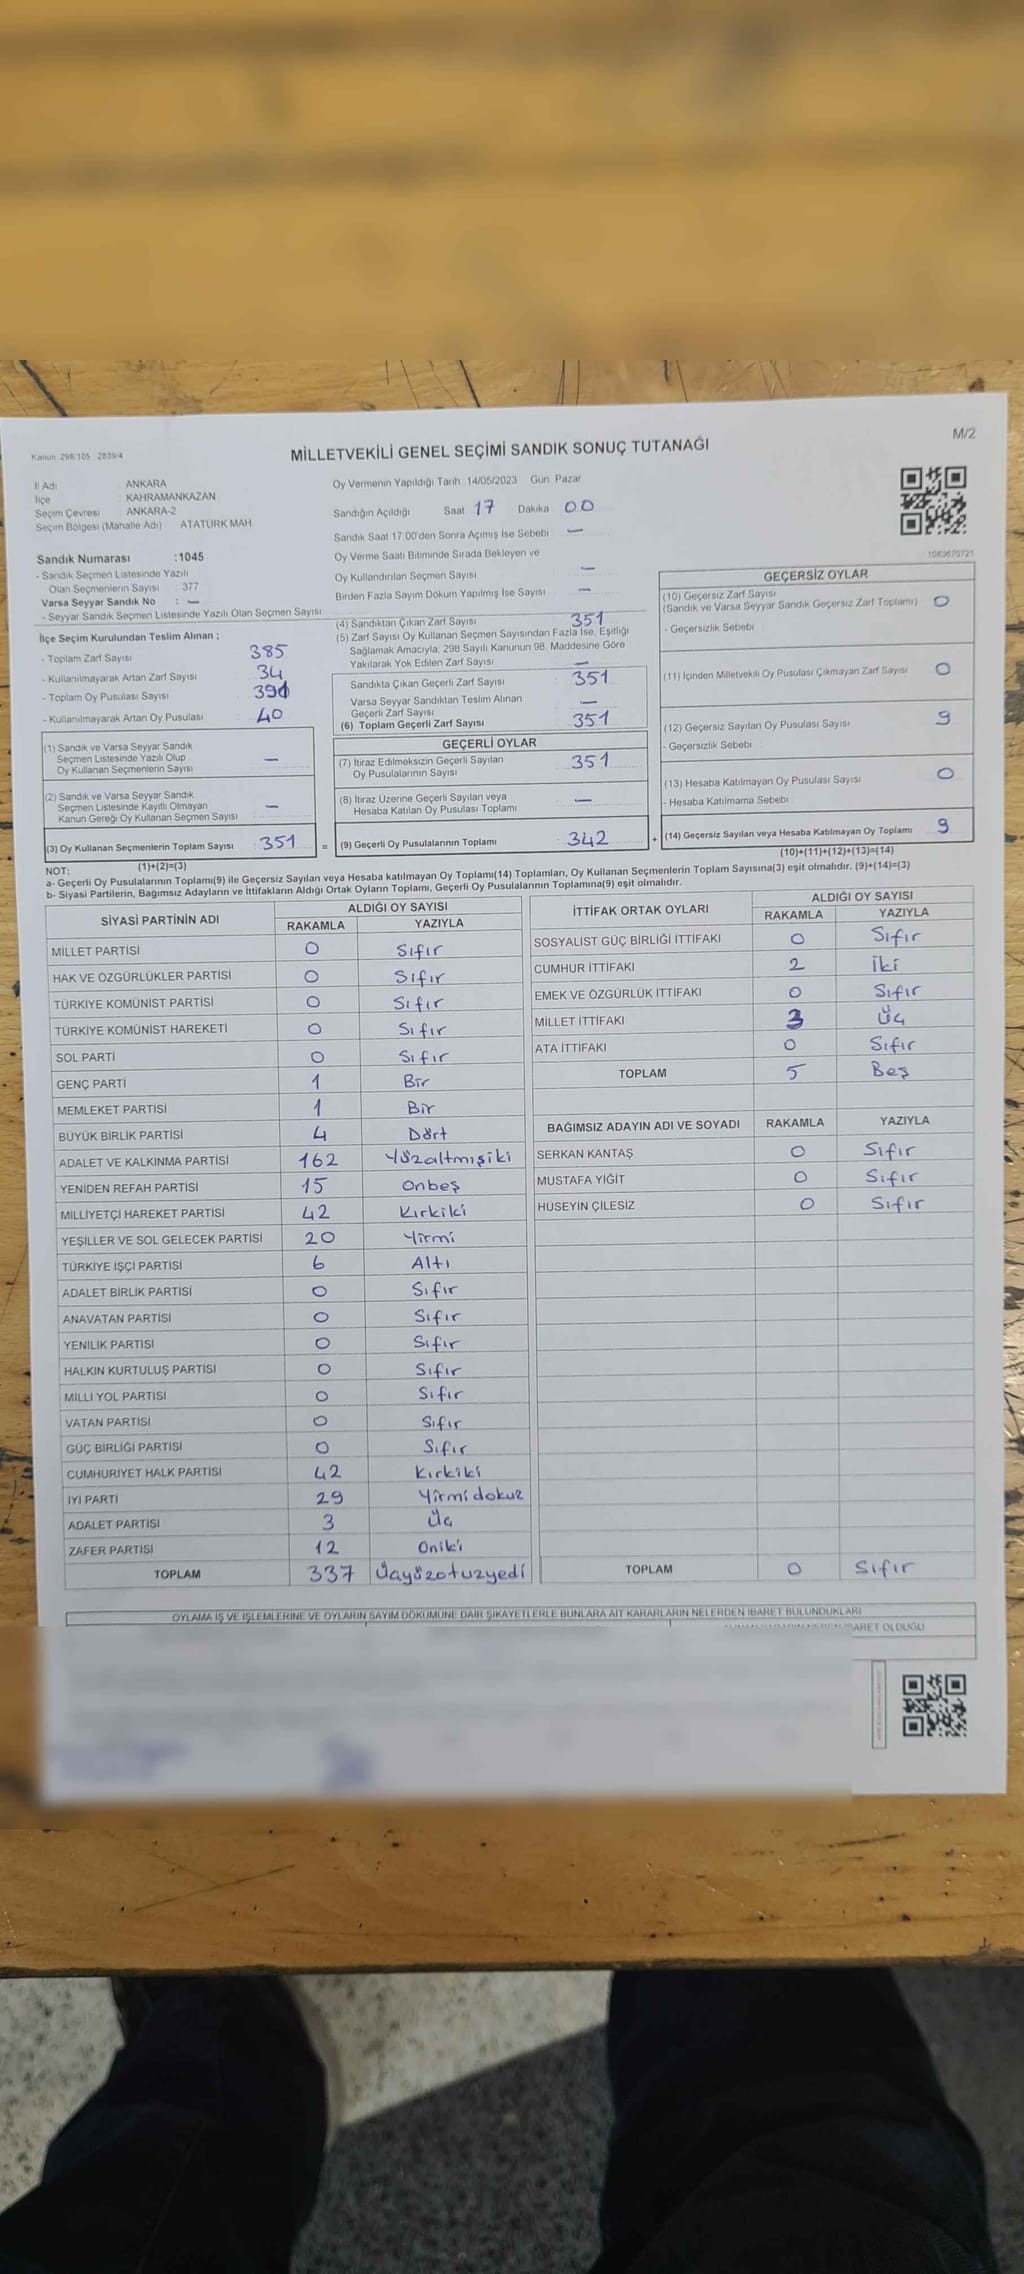 M/2
Kanun 298/105 2839/4
MİLLETVEKİLİ GENEL SEÇİMİ SANDIK SONUÇ TUTANAĞI
İl Adı ANKARA
İlçe KAHRAMANKAZAN
Seçim Çevresi ANKARA-2
Seçim Bölgesi (Mahalle Adı) ATATÜRK MAH
Sandık Numarası :1045
- Sandık Seçmen Listesinde Yazılı
Olan Seçmenlerin Sayısı : 377
Varsa Seyyar Sandık No : —
- Seyyar Sandık Seçmen Listesinde Yazılı Olan Seçmen Sayısı
İlçe Seçim Kurulundan Teslim Alınan ;
- Toplam Zarf Sayısı 385
- Kullanılmayarak Artan Zarf Sayısı 34
- Toplam Oy Pusulası Sayısı 391
- Kullanılmayarak Artan Oy Pusulası 40
(1) Sandık ve Varsa Seyyar Sandık
Seçmen Listesinde Yazılı Olup
Oy Kullanan Seçmenlerin Sayısı —
(2) Sandık ve Varsa Seyyar Sandık
Seçmen Listesinde Kayıtlı Olmayan
Kanun Gereği Oy Kullanan Seçmen Sayısı —
(3) Oy Kullanan Seçmenlerin Toplam Sayısı : 351 =
(1)+(2)=(3)
Oy Vermenin Yapıldığı Tarih 14/05/2023 Gün Pazar
Sandığın Açıldığı Saat 17 Dakika 00
Sandık Saat 17.00'den Sonra Açımış İse Sebebi —
Oy Verme Saati Bitiminde Sırada Bekleyen ve
Oy Kullandırılan Seçmen Sayısı —
Birden Fazla Sayım Döküm Yapılmış İse Sayısı —
(4) Sandıktan Çıkan Zarf Sayısı 351
(5) Zarf Sayısı Oy Kullanan Seçmen Sayısından Fazla İse, Eşitliği
Sağlamak Amacıyla, 298 Sayılı Kanunun 98. Maddesine Göre
Yakılarak Yok Edilen Zarf Sayısı —
Sandıkta Çıkan Geçerli Zarf Sayısı 351
Varsa Seyyar Sandıktan Teslim Alınan
Geçerli Zarf Sayısı —
(6) Toplam Geçerli Zarf Sayısı 351
GEÇERLİ OYLAR
(7) İtiraz Edilmeksizin Geçerli Sayılan
Oy Pusulalarının Sayısı 351
(8) İtiraz Üzerine Geçerli Sayılan veya
Hesaba Katılan Oy Pusulası Toplamı —
(9) Geçerli Oy Pusulalarının Toplamı : 342 +
1083670721
GEÇERSİZ OYLAR
(10) Geçersiz Zarf Sayısı
(Sandık ve Varsa Seyyar Sandık Geçersiz Zarf Toplamı) 0
- Geçersizlik Sebebi
(11) İçinden Milletvekili Oy Pusulası Çıkmayan Zarf Sayısı 0
(12) Geçersiz Sayılan Oy Pusulası Sayısı 9
- Geçersizlik Sebebi
(13) Hesaba Katılmayan Oy Pusulası Sayısı 0
- Hesaba Katılmama Sebebi
(14) Geçersiz Sayılan veya Hesaba Katılmayan Oy Toplamı 9
(10)+(11)+(12)+(13)=(14)
NOT:
a- Geçerli Oy Pusulalarının Toplamı(9) ile Geçersiz Sayılan veya Hesaba katılmayan Oy Toplamı(14) Toplamları, Oy Kullanan Seçmenlerin Toplam Sayısına(3) eşit olmalıdır. (9)+(14)=(3)
b- Siyasi Partilerin, Bağımsız Adayların ve İttifakların Aldığı Ortak Oyların Toplamı, Geçerli Oy Pusulalarının Toplamına(9) eşit olmalıdır.
SİYASİ PARTİNİN ADI ALDIĞI OY SAYISI
RAKAMLA YAZIYLA
MİLLET PARTİSİ 0 Sıfır
HAK VE ÖZGÜRLÜKLER PARTİSİ 0 Sıfır
TÜRKİYE KOMÜNİST PARTİSİ 0 Sıfır
TÜRKİYE KOMÜNİST HAREKETİ 0 Sıfır
SOL PARTİ 0 Sıfır
GENÇ PARTİ 1 Bir
MEMLEKET PARTİSİ 1 Bir
BÜYÜK BİRLİK PARTİSİ 4 Dört
ADALET VE KALKINMA PARTİSİ 162 Yüzaltmışiki
YENİDEN REFAH PARTİSİ 15 Onbeş
MİLLİYETÇİ HAREKET PARTİSİ 42 Kırkiki
YEŞİLLER VE SOL GELECEK PARTİSİ 20 Yirmi
TÜRKİYE İŞÇİ PARTİSİ 6 Altı
ADALET BİRLİK PARTİSİ 0 Sıfır
ANAVATAN PARTİSİ 0 Sıfır
YENİLİK PARTİSİ 0 Sıfır
HALKIN KURTULUŞ PARTİSİ 0 Sıfır
MİLLİ YOL PARTİSİ 0 Sıfır
VATAN PARTİSİ 0 Sıfır
GÜÇ BİRLİĞİ PARTİSİ 0 Sıfır
CUMHURİYET HALK PARTİSİ 42 Kırkiki
İYİ PARTİ 29 Yirmidokuz
ADALET PARTİSİ 3 Üç
ZAFER PARTİSİ 12 Oniki
TOPLAM 337 Üçyüzotuzyedi
İTTİFAK ORTAK OYLARI ALDIĞI OY SAYISI
RAKAMLA YAZIYLA
SOSYALİST GÜÇ BİRLİĞİ İTTİFAKI 0 Sıfır
CUMHUR İTTİFAKI 2 İki
EMEK VE ÖZGÜRLÜK İTTİFAKI 0 Sıfır
MİLLET İTTİFAKI 3 Üç
ATA İTTİFAKI 0 Sıfır
TOPLAM 5 Beş
BAĞIMSIZ ADAYIN ADI VE SOYADI RAKAMLA YAZIYLA
SERKAN KANTAŞ 0 Sıfır
MUSTAFA YİĞİT 0 Sıfır
HÜSEYİN ÇİLESİZ 0 Sıfır
TOPLAM 0 Sıfır
OYLAMA İŞ VE İŞLEMLERİNE VE OYLARIN SAYIM DÖKÜMÜNE DAİR ŞİKAYETLERLE BUNLARA AİT KARARLARIN NELERDEN İBARET BULUNDUKLARI
İBARET OLDUĞU